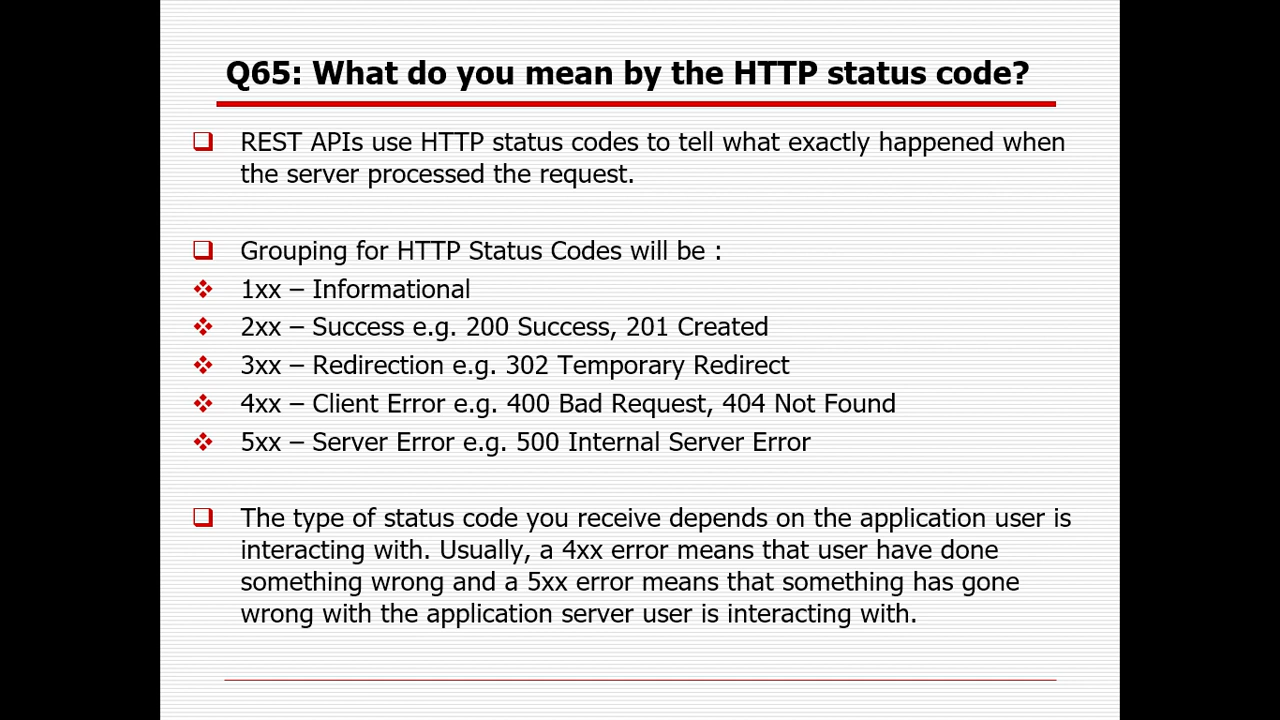 Q65: What do you mean by the HTTP status code?
REST APIs use HTTP status codes to tell what exactly happened when
the server processed the request.
Grouping for HTTP Status Codes will be :
1xx – Informational
2xx – Success e.g. 200 Success, 201 Created
3xx – Redirection e.g. 302 Temporary Redirect
4xx – Client Error e.g. 400 Bad Request, 404 Not Found
5xx – Server Error e.g. 500 Internal Server Error
The type of status code you receive depends on the application user is
interacting with. Usually, a 4xx error means that user have done
something wrong and a 5xx error means that something has gone
wrong with the application server user is interacting with.